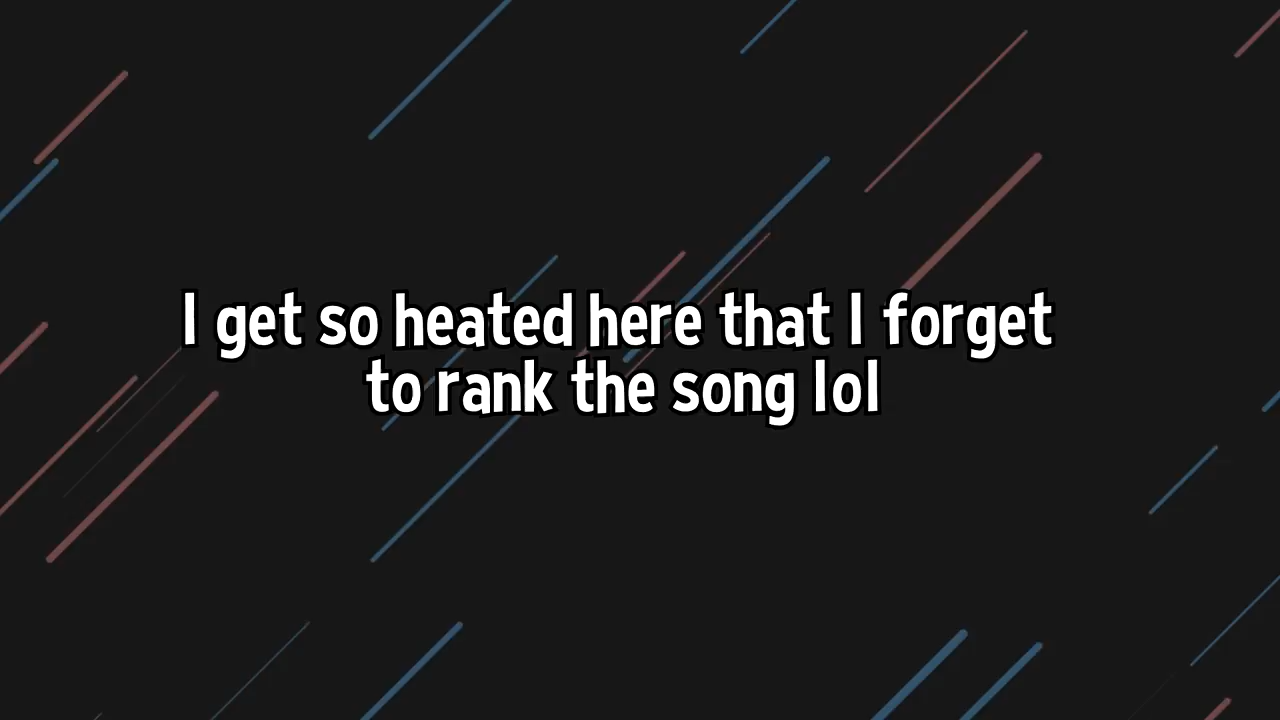 I get so heated here that I forget
to rank the song lol